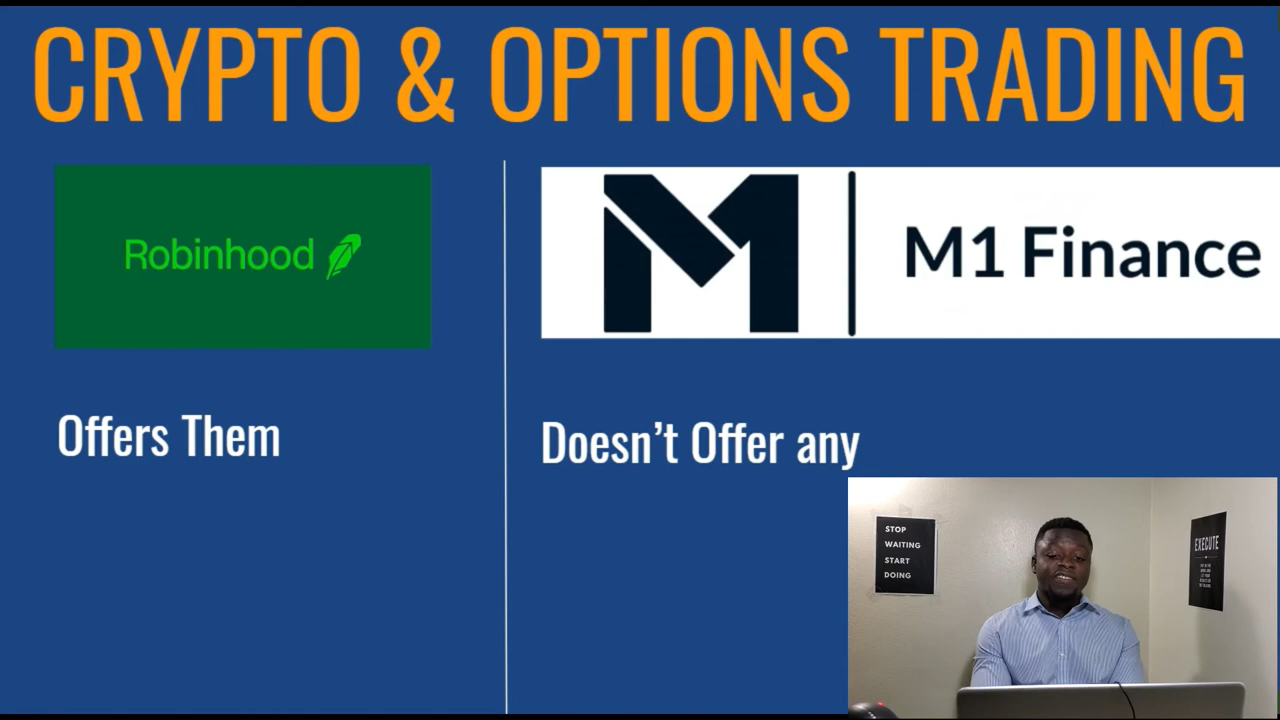 CRYPTO & OPTIONS TRADING
Robinhood
M1 Finance
Offers Them
Doesn’t Offer any
STOP
WAITING
START
DOING
EXECUTE